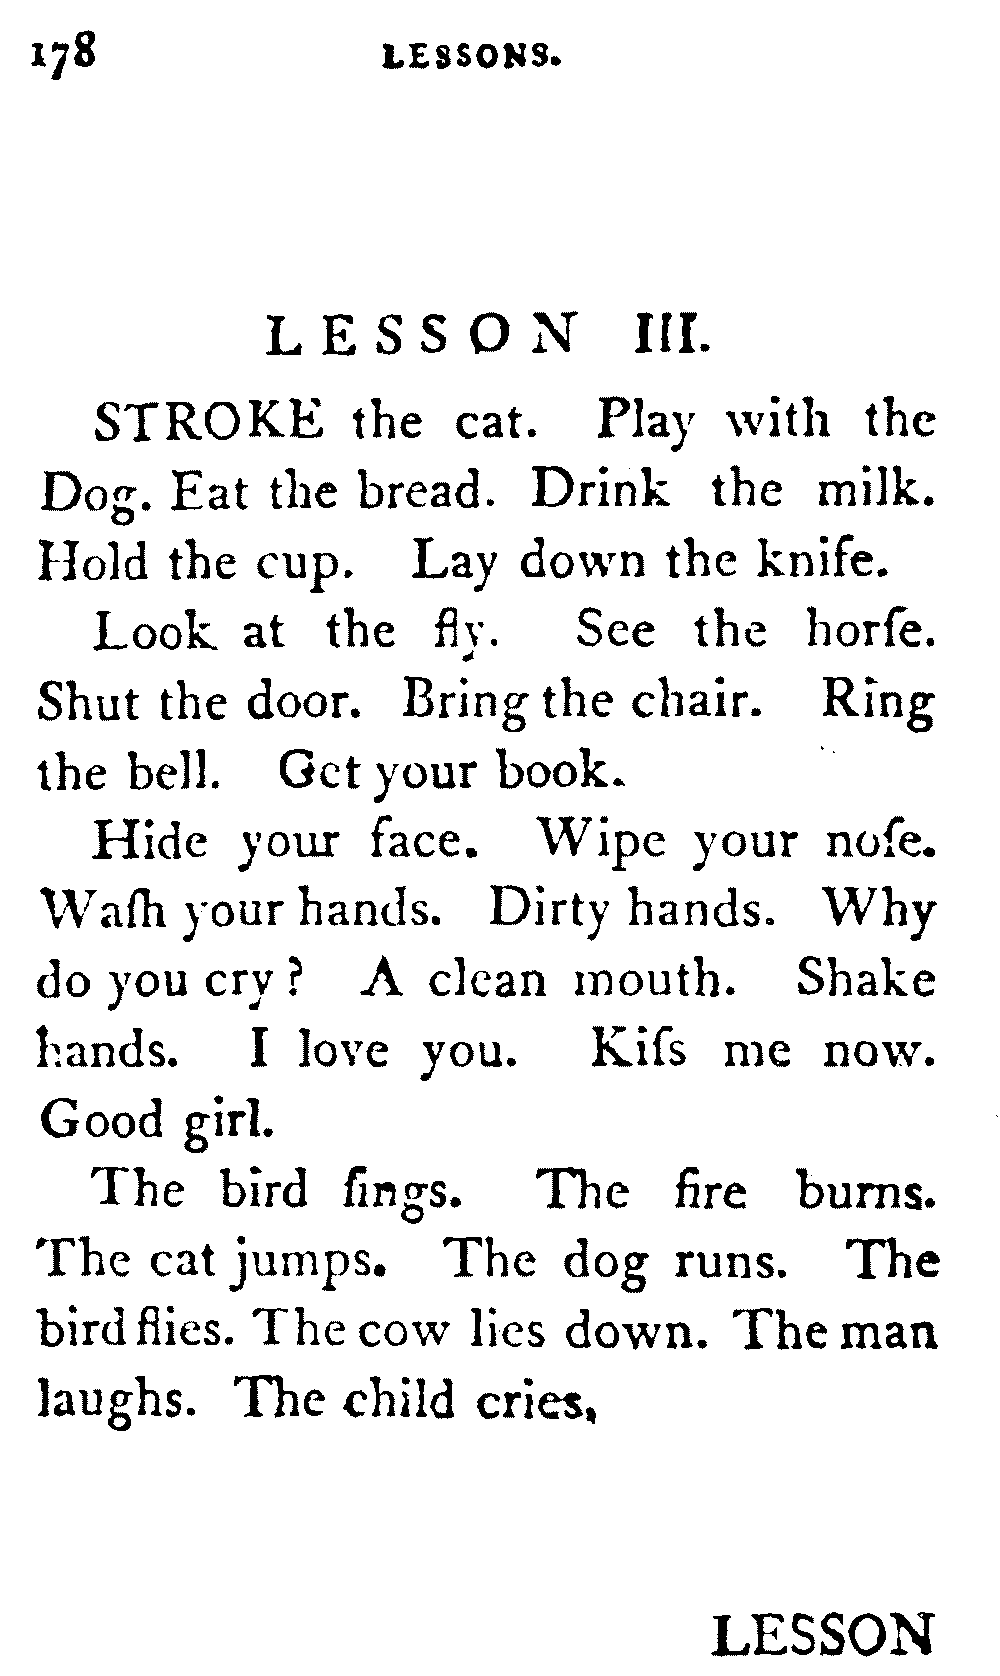 178 LESSONS.
LESSON III.
STROKE the cat. Play with the
Dog. Eat the bread. Drink the milk.
Hold the cup. Lay down the knife.
Look at the fly. See the horſe.
Shut the door. Bring the chair. Ring
the bell. Get your book.
Hide your face. Wipe your noſe.
Waſh your hands. Dirty hands. Why
do you cry? A clean mouth. Shake
hands. I love you. Kiſs me now.
Good girl.
The bird ſings. The fire burns.
The cat jumps. The dog runs. The
bird flies. The cow lies down. The man
laughs. The child cries,
LESSON